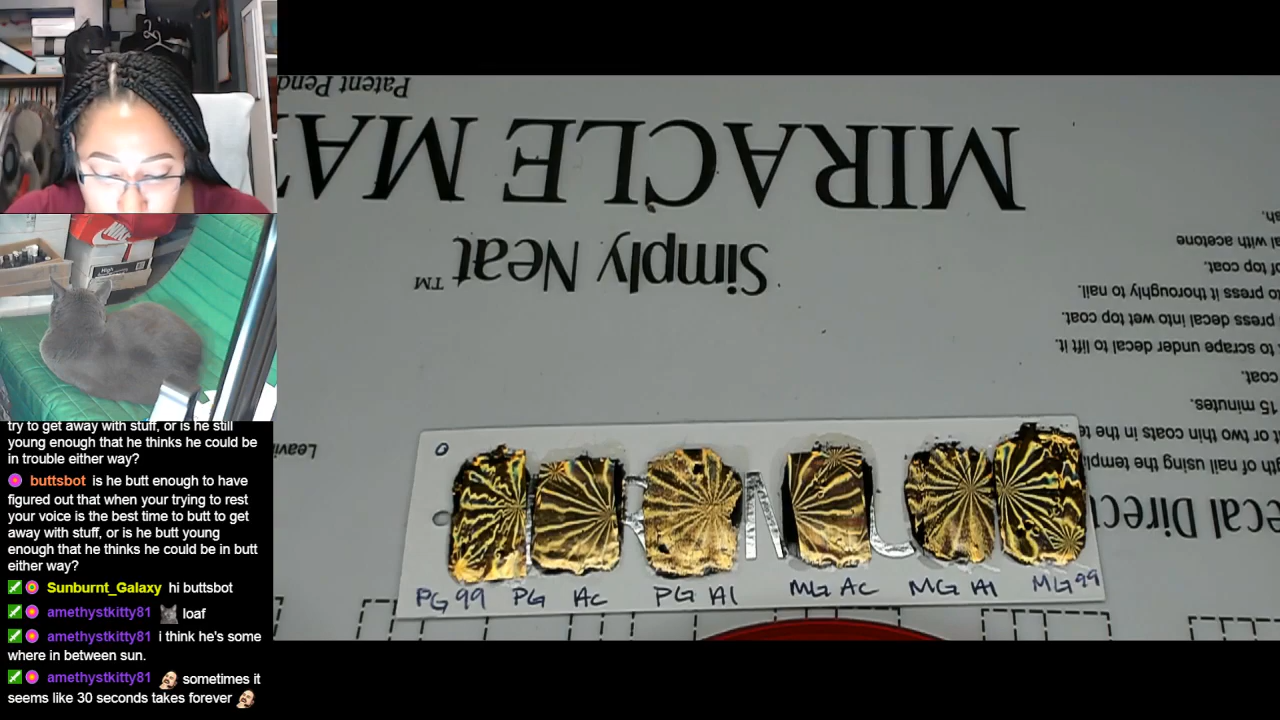 try to get away with stuff, or is he still
young enough that he thinks he could be
in trouble either way?
buttsbot is he butt enough to have
figured out that when your trying to rest
your voice is the best time to butt to get
away with stuff, or is he butt young
enough that he thinks he could be in butt
either way?
Sunburnt_Galaxy hi buttsbot
amethystkitty81 loaf
amethystkitty81 i think he's some
where in between sun.
amethystkitty81 sometimes it
seems like 30 seconds takes forever
Patent Pend
MIRACLE MA
Simply Neat™
al with acetone
of top coat.
to press it thoroughly to nail.
press decal into wet top coat.
to scrape under decal to lift it.
coat.
15 minutes.
t or two thin coats in the te
gth of nail using the templ
ecal Direc
Leavi
PG 99 PG Ac PG Al MG Ac MG Al MG 99